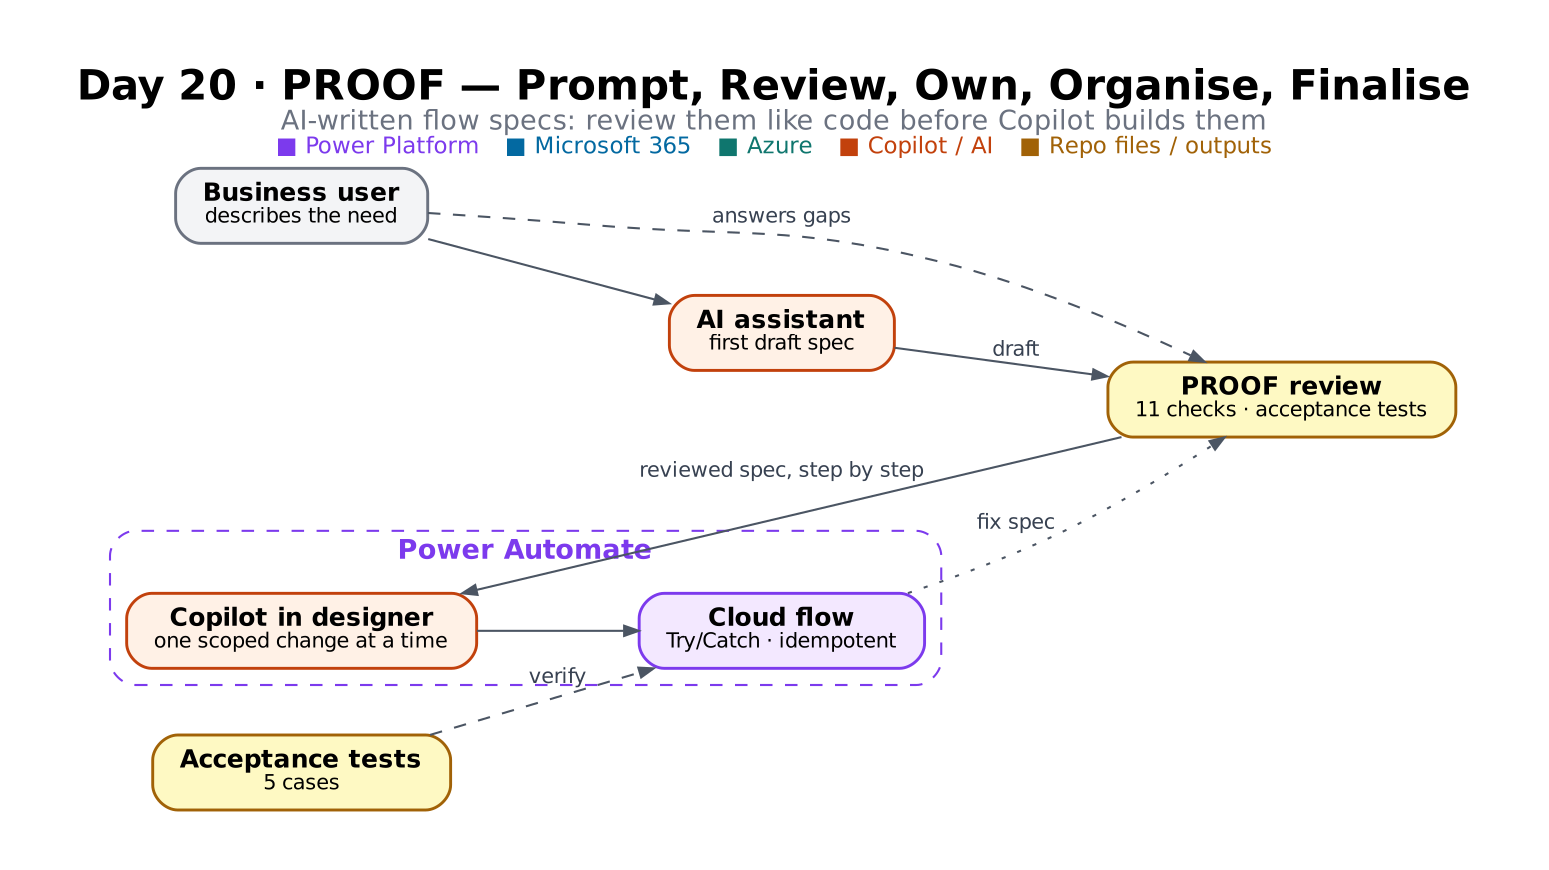 Day 20 · PROOF — Prompt, Review, Own, Organise, Finalise
AI-written flow specs: review them like code before Copilot builds them
■ Power Platform ■ Microsoft 365 ■ Azure ■ Copilot / AI ■ Repo files / outputs
Business user
describes the need
answers gaps
AI assistant
first draft spec
draft
PROOF review
11 checks · acceptance tests
reviewed spec, step by step
fix spec
Power Automate
Copilot in designer
one scoped change at a time
Cloud flow
Try/Catch · idempotent
verify
Acceptance tests
5 cases